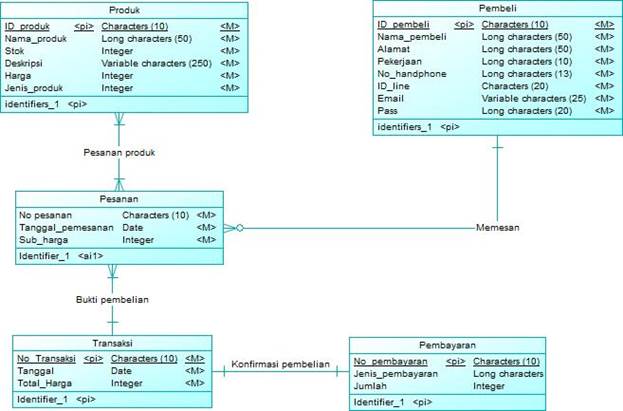 Produk
ID_produk <pi> Characters (10) <M>
Nama_produk Long characters (50) <M>
Stok Integer <M>
Deskripsi Variable characters (250) <M>
Harga Integer <M>
Jenis_produk Integer <M>
identifiers_1 <pi>
Pembeli
ID_pembeli <pi> Characters (10) <M>
Nama_pembeli Long characters (50) <M>
Alamat Long characters (50) <M>
Pekerjaan Long characters (10) <M>
No_handphone Long characters (13) <M>
ID_line Characters (20) <M>
Email Variable characters (25) <M>
Pass Long characters (20) <M>
identifiers_1 <pi>
Pesanan produk
Pesanan
No pesanan Characters (10) <M>
Tanggal_pemesanan Date <M>
Sub_harga Integer <M>
Identifier_1 <ai1>
Memesan
Bukti pembelian
Transaksi
No_Transaksi <pi> Characters (10) <M>
Tanggal Date <M>
Total_Harga Integer <M>
Identifier_1 <pi>
Konfirmasi pembelian
Pembayaran
No_pembayaran <pi> Characters (10)
Jenis_pembayaran Long characters
Jumlah Integer
Identifier_1 <pi>